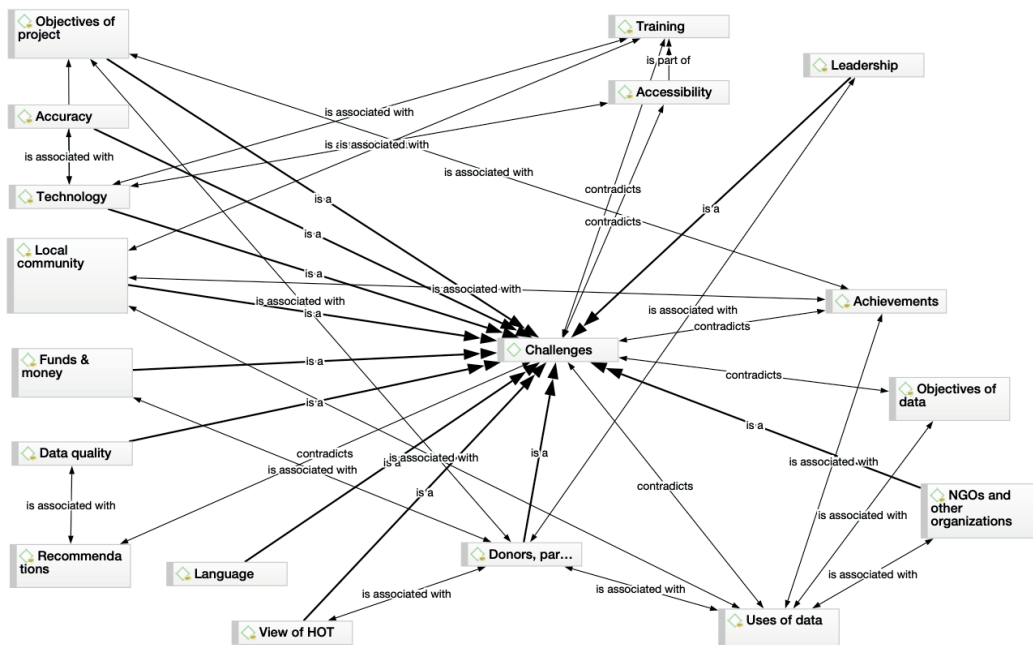 Objectives of
project
Training
is part of
Leadership
Accessibility
Accuracy
is associated with
is associated with
is associated with
is associated with
Technology
contradicts
is a
contradicts
is a
is a
Local
community
is a
is associated with
Achievements
is associated with
is associated with
is a
contradicts
Challenges
Funds &
money
is a
contradicts
Objectives of
data
is a
is a
Data quality
contradicts
is a
is associated with
is a
is associated with
is associated with
contradicts
is a
NGOs and
other
organizations
is associated with
is associated with
Recommenda
tions
Donors, par...
Language
is associated with
is associated with
is associated with
Uses of data
View of HOT